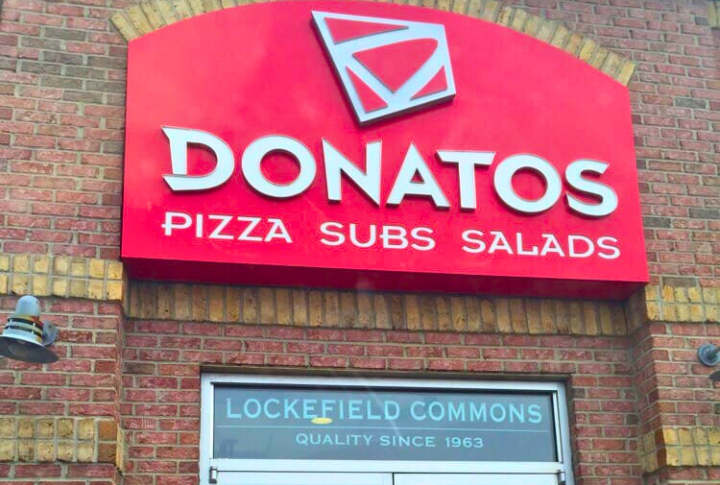 DONATOS
PIZZA SUBS SALADS
LOCKEFIELD COMMONS
QUALITY SINCE 1963